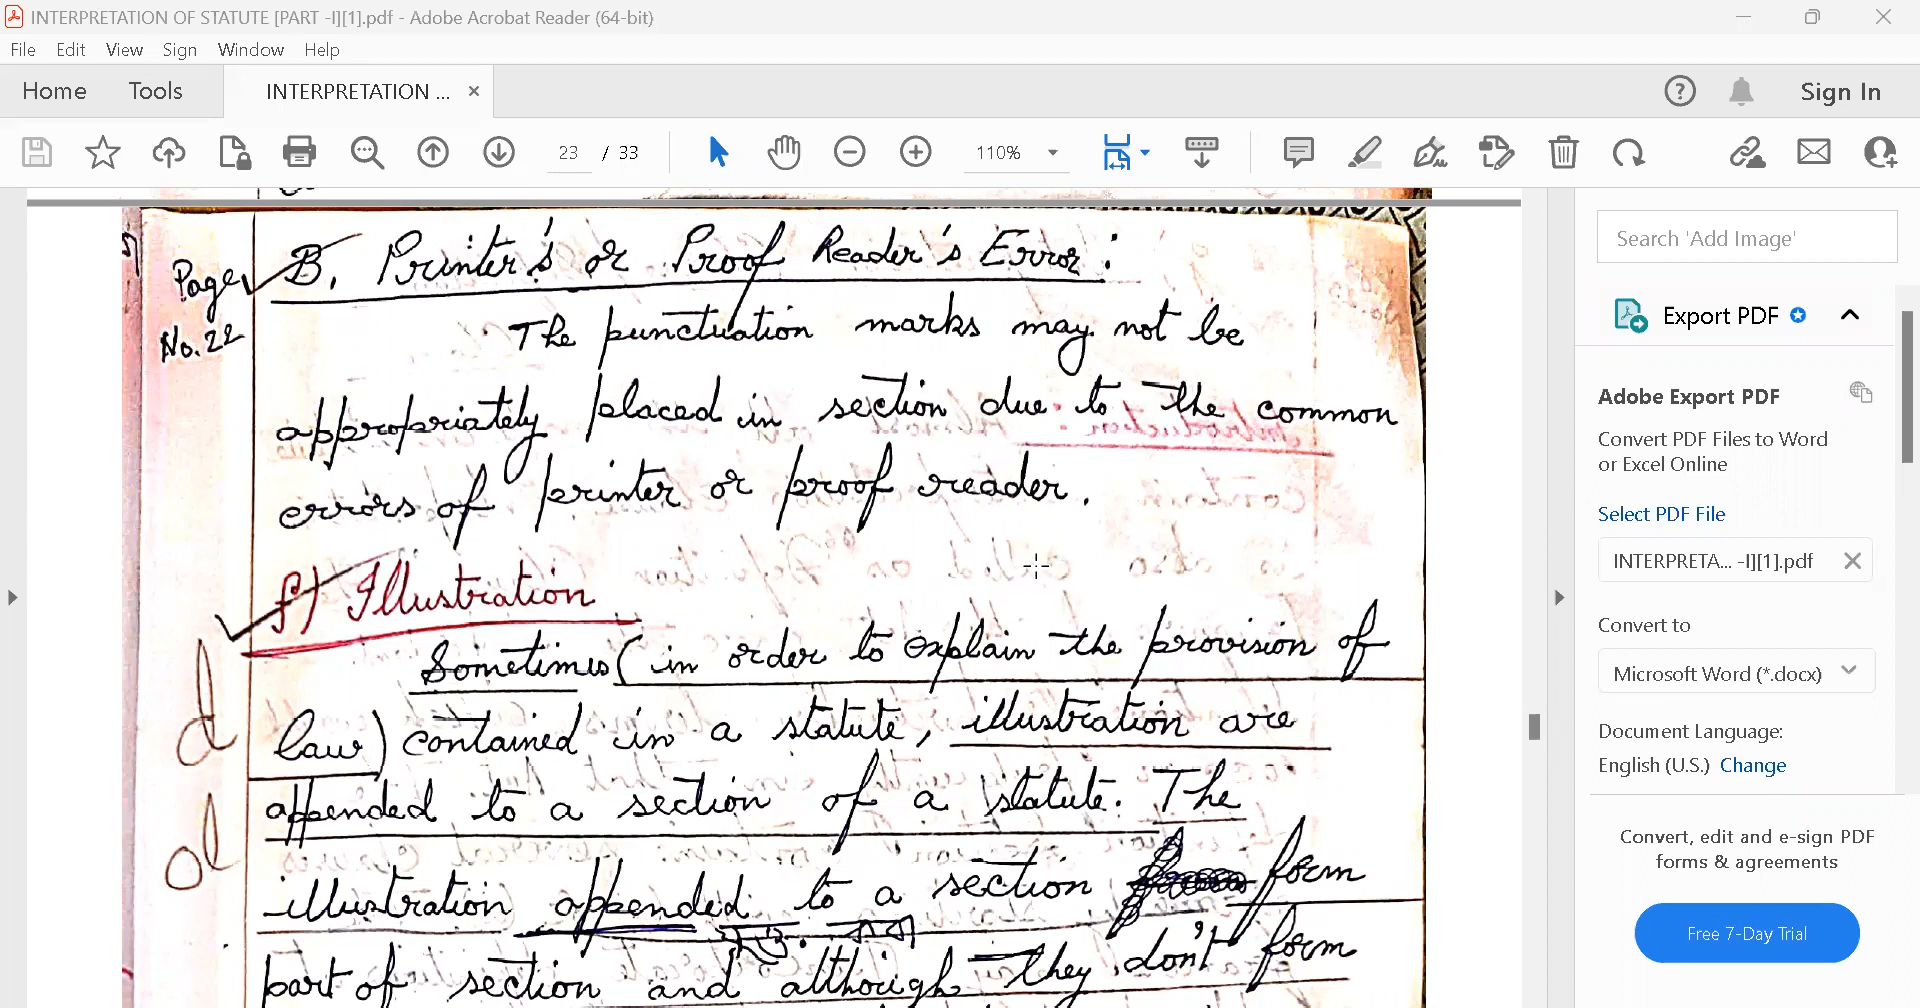 INTERPRETATION OF STATUTE [PART -I][1].pdf - Adobe Acrobat Reader (64-bit)
File Edit View Sign Window Help
Home Tools INTERPRETATION ... × Sign In
23 / 33 110%
Page No. 22
B. Printer's or Proof Reader's Error:
The punctuation marks may not be
appropriately placed in section due to the common
errors of printer or proof reader.
f) Illustration
Sometimes (in order to explain the provision of
law) contained in a statute, illustration are
appended to a section of a statute. The
illustration appended to a section form
part of section and although they don't form
Search 'Add Image'
Export PDF
Adobe Export PDF
Convert PDF Files to Word
or Excel Online
Select PDF File
INTERPRETA... -I][1].pdf
Convert to
Microsoft Word (*.docx)
Document Language:
English (U.S.) Change
Convert, edit and e-sign PDF
forms & agreements
Free 7-Day Trial